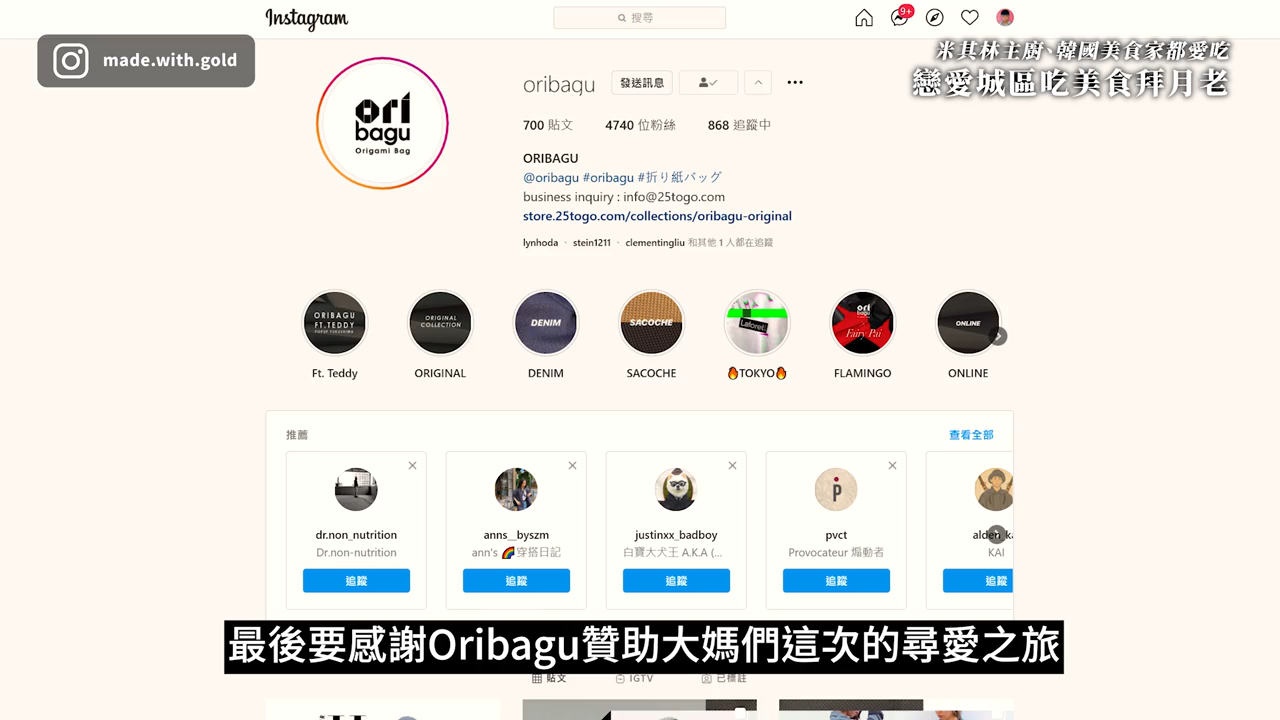 Instagram
搜尋
9+
made.with.gold
米其林主廚、韓國美食家都愛吃
戀愛城區吃美食拜月老
ori
bagu
Origami Bag
oribagu
發送訊息
700 貼文
4740 位粉絲
868 追蹤中
ORIBAGU
@oribagu #oribagu #折り紙バッグ
business inquiry : info@25togo.com
store.25togo.com/collections/oribagu-original
lynhoda · stein1211 · clementingliu 和其他 1 人都在追蹤
ORIBAGU
FT.TEDDY
ORIGINAL
COLLECTION
DENIM
SACOCHE
Laforet
ori
bagu
Fairy Pai
ONLINE
Ft. Teddy
ORIGINAL
DENIM
SACOCHE
🔥TOKYO🔥
FLAMINGO
ONLINE
推薦
查看全部
dr.non_nutrition
Dr.non-nutrition
追蹤
anns__byszm
ann's 🌈 穿搭日記
追蹤
justinxx_badboy
白寶大犬王 A.K.A (...
追蹤
pvct
Provocateur 煽動者
追蹤
KAI
追蹤
最後要感謝Oribagu贊助大媽們這次的尋愛之旅
貼文
IGTV
已標註